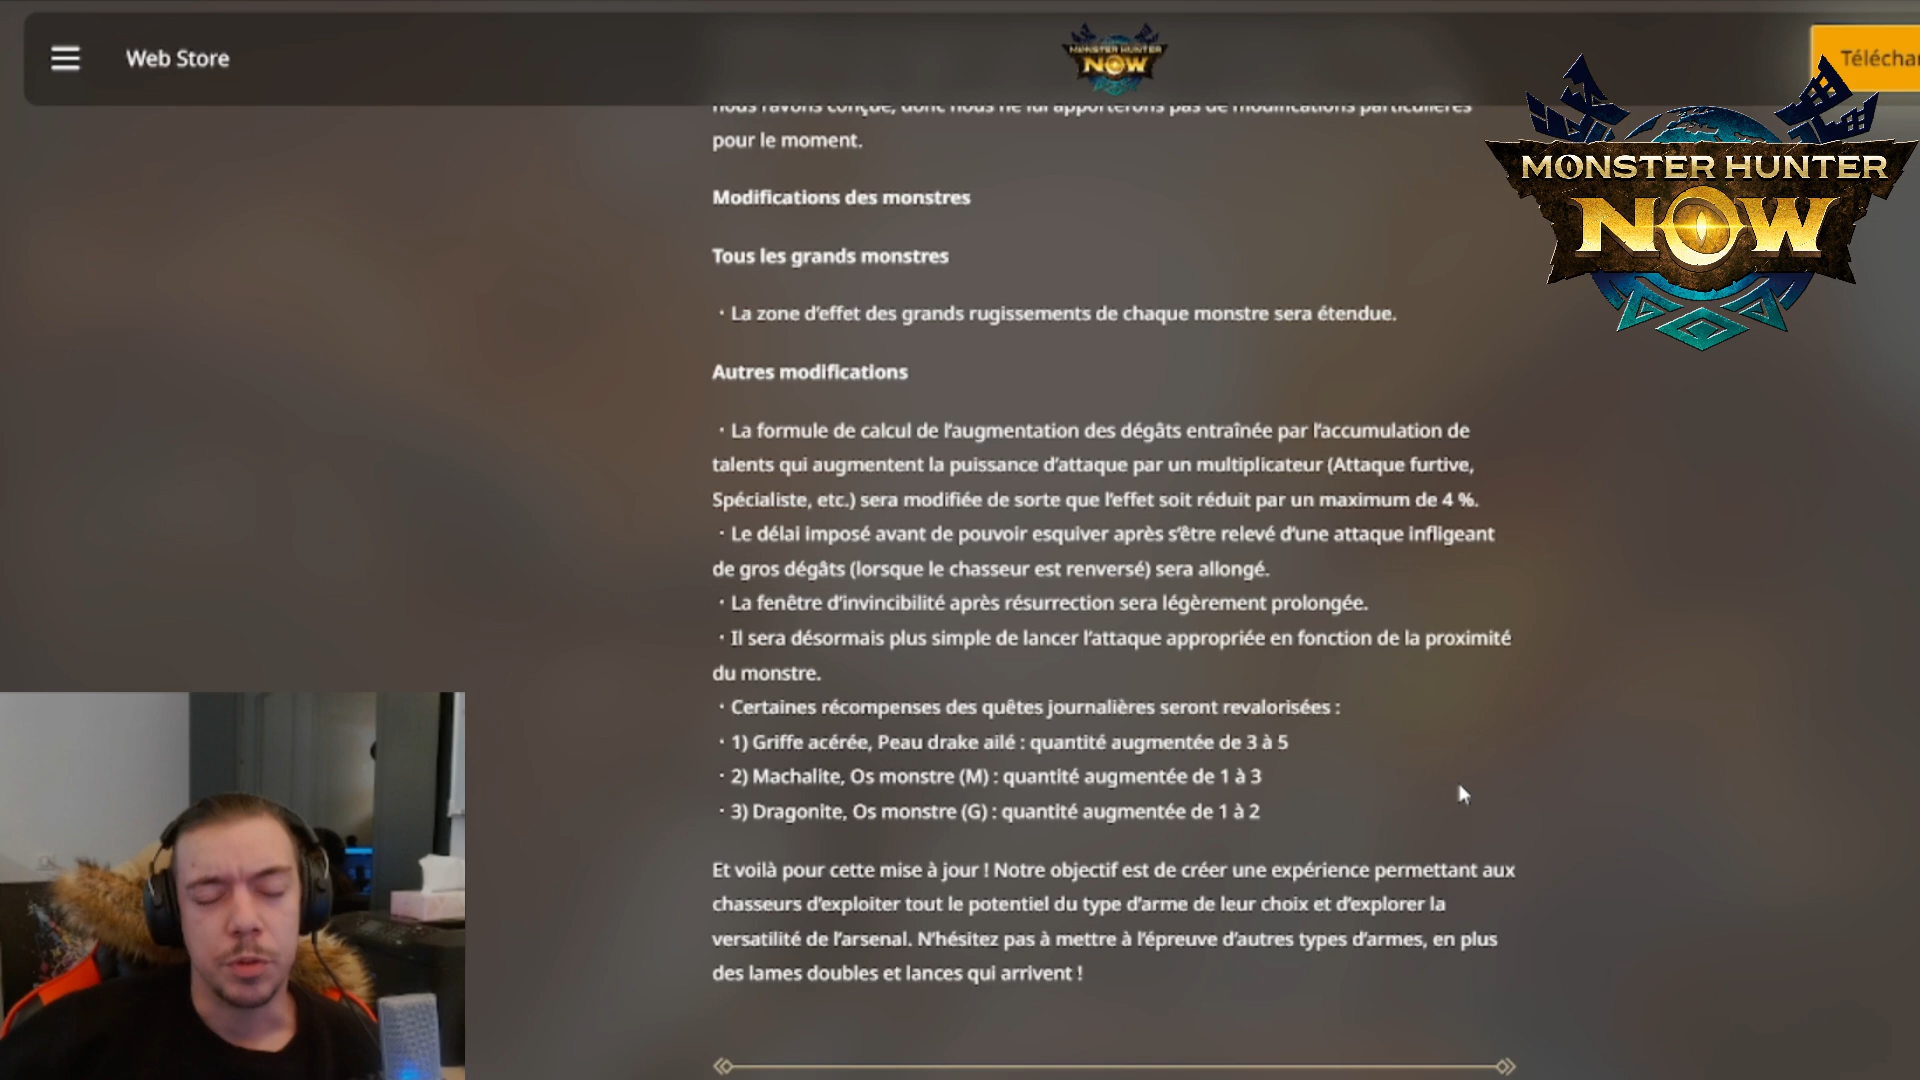 Web Store
MONSTER HUNTER
NOW
MONSTER HUNTER
NOW
pour le moment.
Modifications des monstres
Tous les grands monstres
・La zone d'effet des grands rugissements de chaque monstre sera étendue.
Autres modifications
・La formule de calcul de l'augmentation des dégâts entraînée par l'accumulation de
talents qui augmentent la puissance d'attaque par un multiplicateur (Attaque furtive,
Spécialiste, etc.) sera modifiée de sorte que l'effet soit réduit par un maximum de 4 %.
・Le délai imposé avant de pouvoir esquiver après s'être relevé d'une attaque infligeant
de gros dégâts (lorsque le chasseur est renversé) sera allongé.
・La fenêtre d'invincibilité après résurrection sera légèrement prolongée.
・Il sera désormais plus simple de lancer l'attaque appropriée en fonction de la proximité
du monstre.
・Certaines récompenses des quêtes journalières seront revalorisées :
・1) Griffe acérée, Peau drake ailé : quantité augmentée de 3 à 5
・2) Machalite, Os monstre (M) : quantité augmentée de 1 à 3
・3) Dragonite, Os monstre (G) : quantité augmentée de 1 à 2
Et voilà pour cette mise à jour ! Notre objectif est de créer une expérience permettant aux
chasseurs d'exploiter tout le potentiel du type d'arme de leur choix et d'explorer la
versatilité de l'arsenal. N'hésitez pas à mettre à l'épreuve d'autres types d'armes, en plus
des lames doubles et lances qui arrivent !